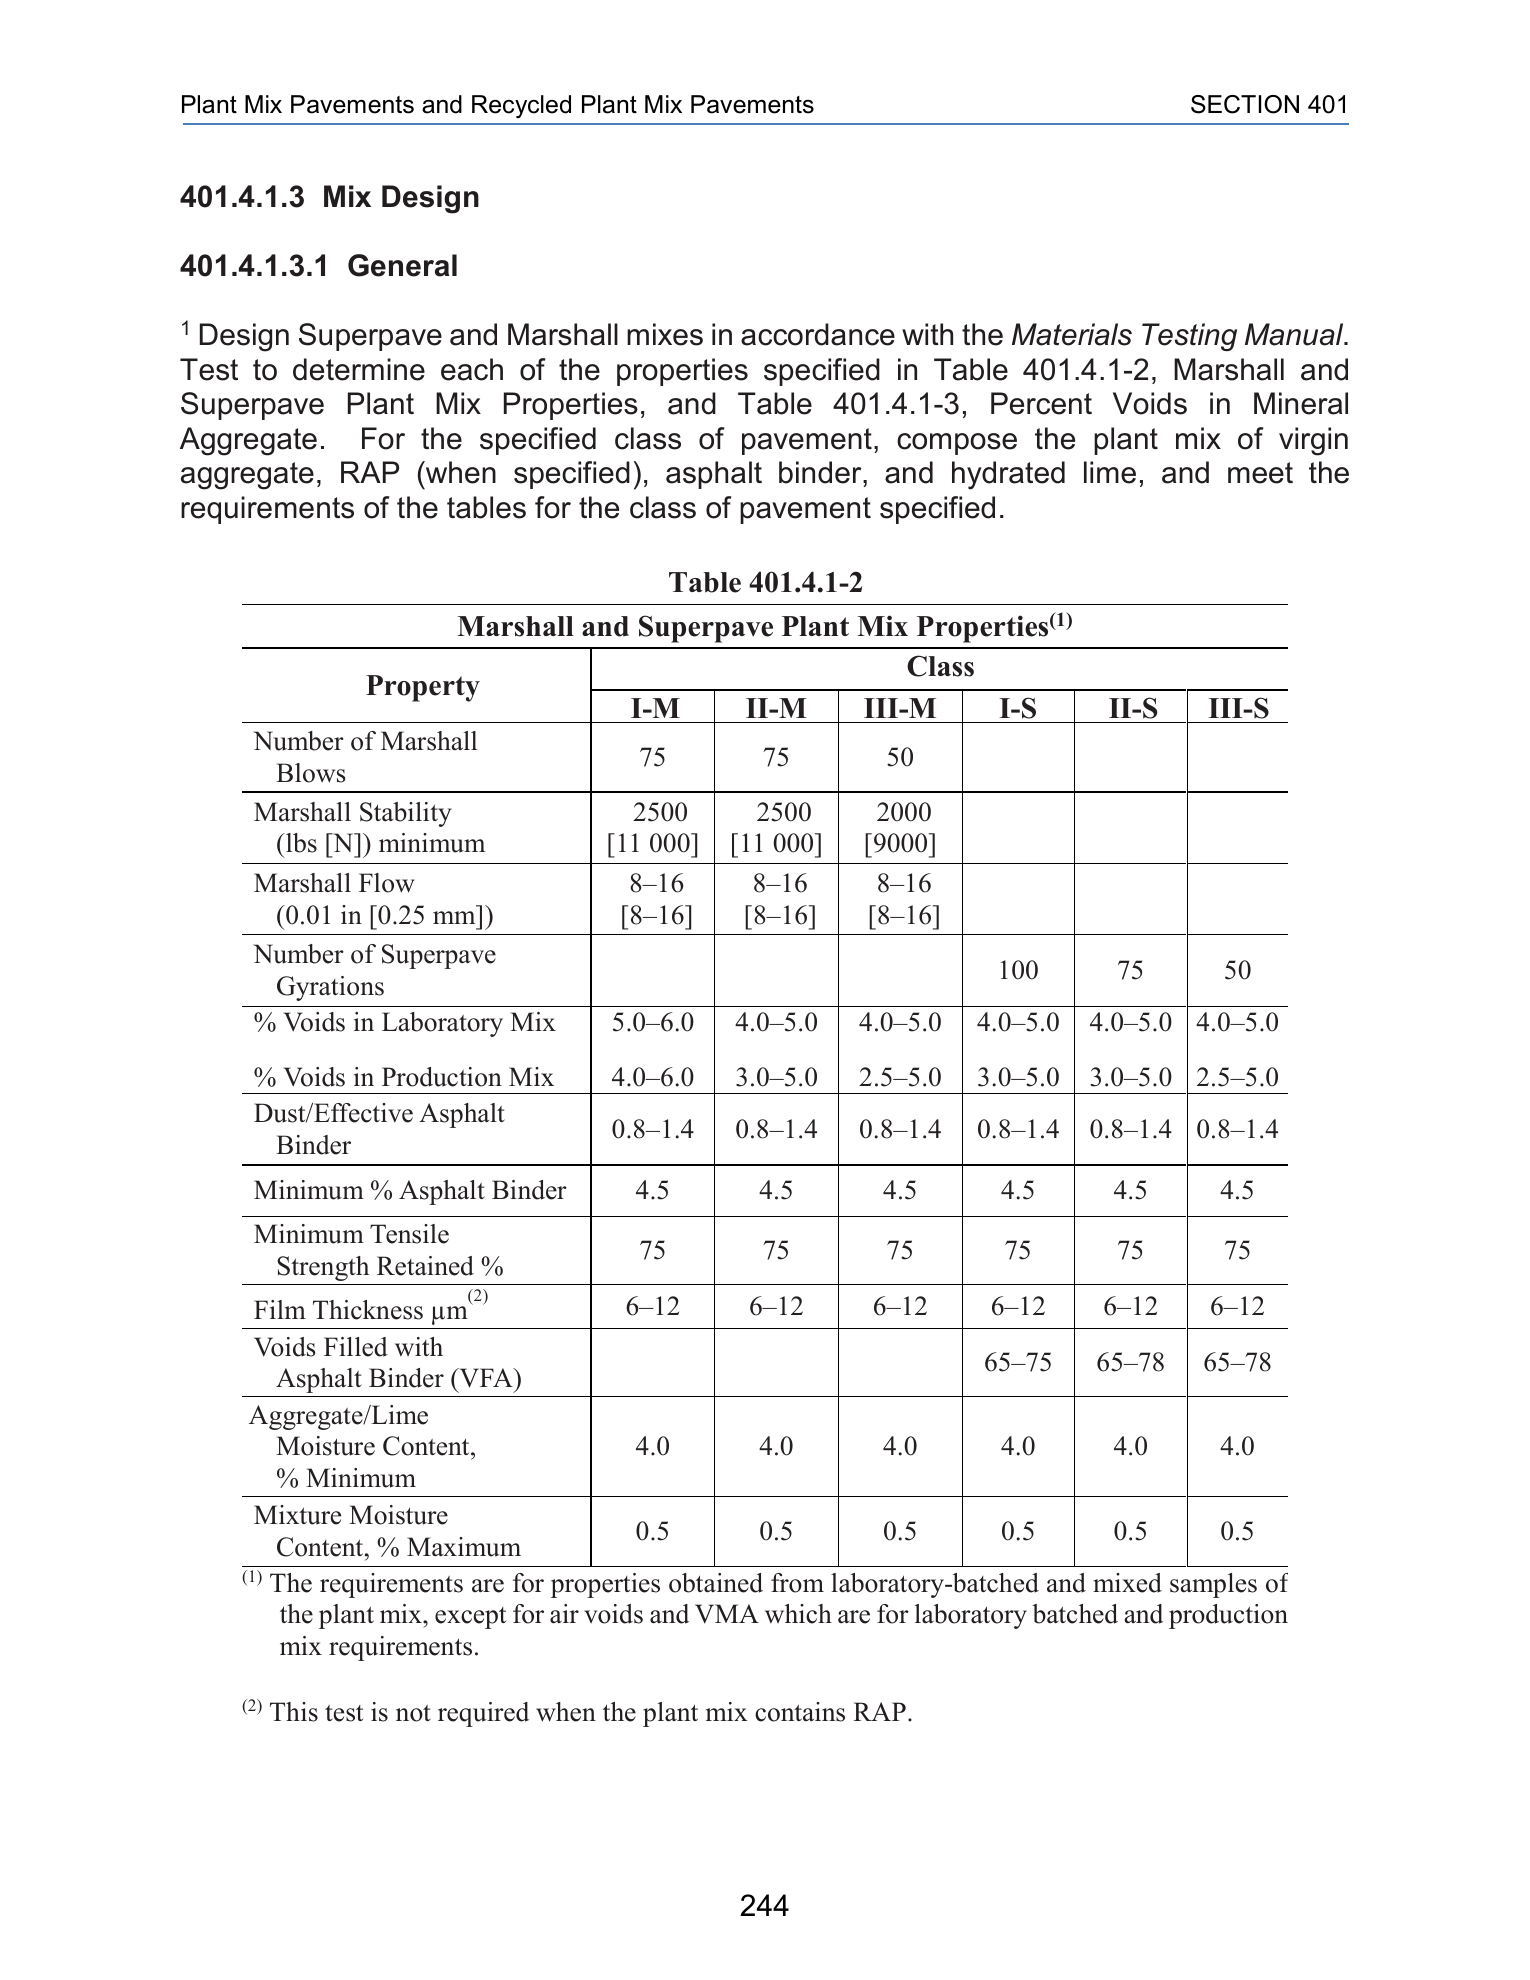 Plant Mix Pavements and Recycled Plant Mix Pavements SECTION 401
401.4.1.3 Mix Design
401.4.1.3.1 General
1 Design Superpave and Marshall mixes in accordance with the Materials Testing Manual.
Test to determine each of the properties specified in Table 401.4.1-2, Marshall and
Superpave Plant Mix Properties, and Table 401.4.1-3, Percent Voids in Mineral
Aggregate. For the specified class of pavement, compose the plant mix of virgin
aggregate, RAP (when specified), asphalt binder, and hydrated lime, and meet the
requirements of the tables for the class of pavement specified.
Table 401.4.1-2
Marshall and Superpave Plant Mix Properties(1)
Property
Class
I-M II-M III-M I-S II-S III-S
Number of Marshall
Blows
75 75 50
Marshall Stability
(lbs [N]) minimum
2500 2500 2000
[11 000] [11 000] [9000]
Marshall Flow
(0.01 in [0.25 mm])
8–16 8–16 8–16
[8–16] [8–16] [8–16]
Number of Superpave
Gyrations
100 75 50
% Voids in Laboratory Mix 5.0–6.0 4.0–5.0 4.0–5.0 4.0–5.0 4.0–5.0 4.0–5.0
% Voids in Production Mix 4.0–6.0 3.0–5.0 2.5–5.0 3.0–5.0 3.0–5.0 2.5–5.0
Dust/Effective Asphalt
Binder
0.8–1.4 0.8–1.4 0.8–1.4 0.8–1.4 0.8–1.4 0.8–1.4
Minimum % Asphalt Binder 4.5 4.5 4.5 4.5 4.5 4.5
Minimum Tensile
Strength Retained %
75 75 75 75 75 75
Film Thickness µm(2) 6–12 6–12 6–12 6–12 6–12 6–12
Voids Filled with
Asphalt Binder (VFA)
65–75 65–78 65–78
Aggregate/Lime
Moisture Content,
% Minimum
4.0 4.0 4.0 4.0 4.0 4.0
Mixture Moisture
Content, % Maximum
0.5 0.5 0.5 0.5 0.5 0.5
(1) The requirements are for properties obtained from laboratory-batched and mixed samples of
the plant mix, except for air voids and VMA which are for laboratory batched and production
mix requirements.
(2) This test is not required when the plant mix contains RAP.
244